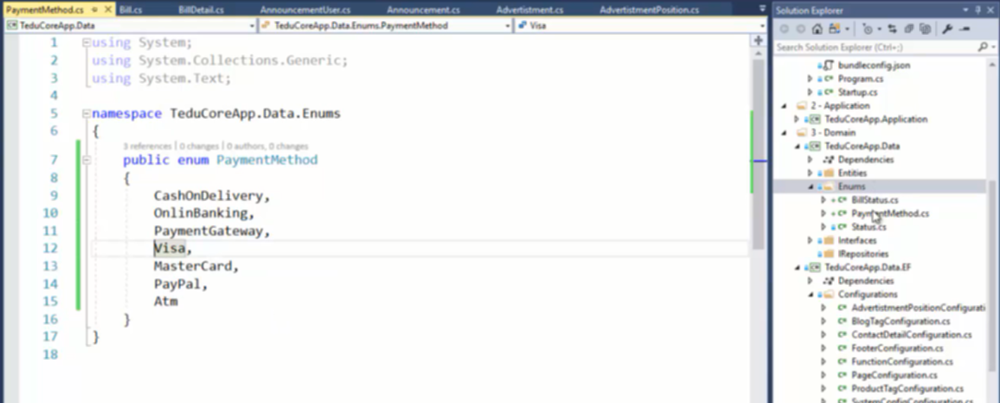 PaymentMethod.cs Bill.cs BillDetail.cs AnnouncementUser.cs Announcement.cs Advertistment.cs AdvertistmentPosition.cs
TeduCoreApp.Data TeduCoreApp.Data.Enums.PaymentMethod Visa
1 using System;
2 using System.Collections.Generic;
3 using System.Text;
4
5 namespace TeduCoreApp.Data.Enums
6 {
3 references | 0 changes | 0 authors, 0 changes
7 public enum PaymentMethod
8 {
9 CashOnDelivery,
10 OnlinBanking,
11 PaymentGateway,
12 Visa,
13 MasterCard,
14 PayPal,
15 Atm
16 }
17 }
18
Solution Explorer
Search Solution Explorer (Ctrl+;)
bundleconfig.json
Program.cs
Startup.cs
2 - Application
TeduCoreApp.Application
3 - Domain
TeduCoreApp.Data
Dependencies
Entities
Enums
BillStatus.cs
PaymentMethod.cs
Status.cs
Interfaces
IRepositories
TeduCoreApp.Data.EF
Dependencies
Configurations
AdvertistmentPositionConfigurati
BlogTagConfiguration.cs
ContactDetailConfiguration.cs
FooterConfiguration.cs
FunctionConfiguration.cs
PageConfiguration.cs
ProductTagConfiguration.cs
SystemConfigConfiguration.cs